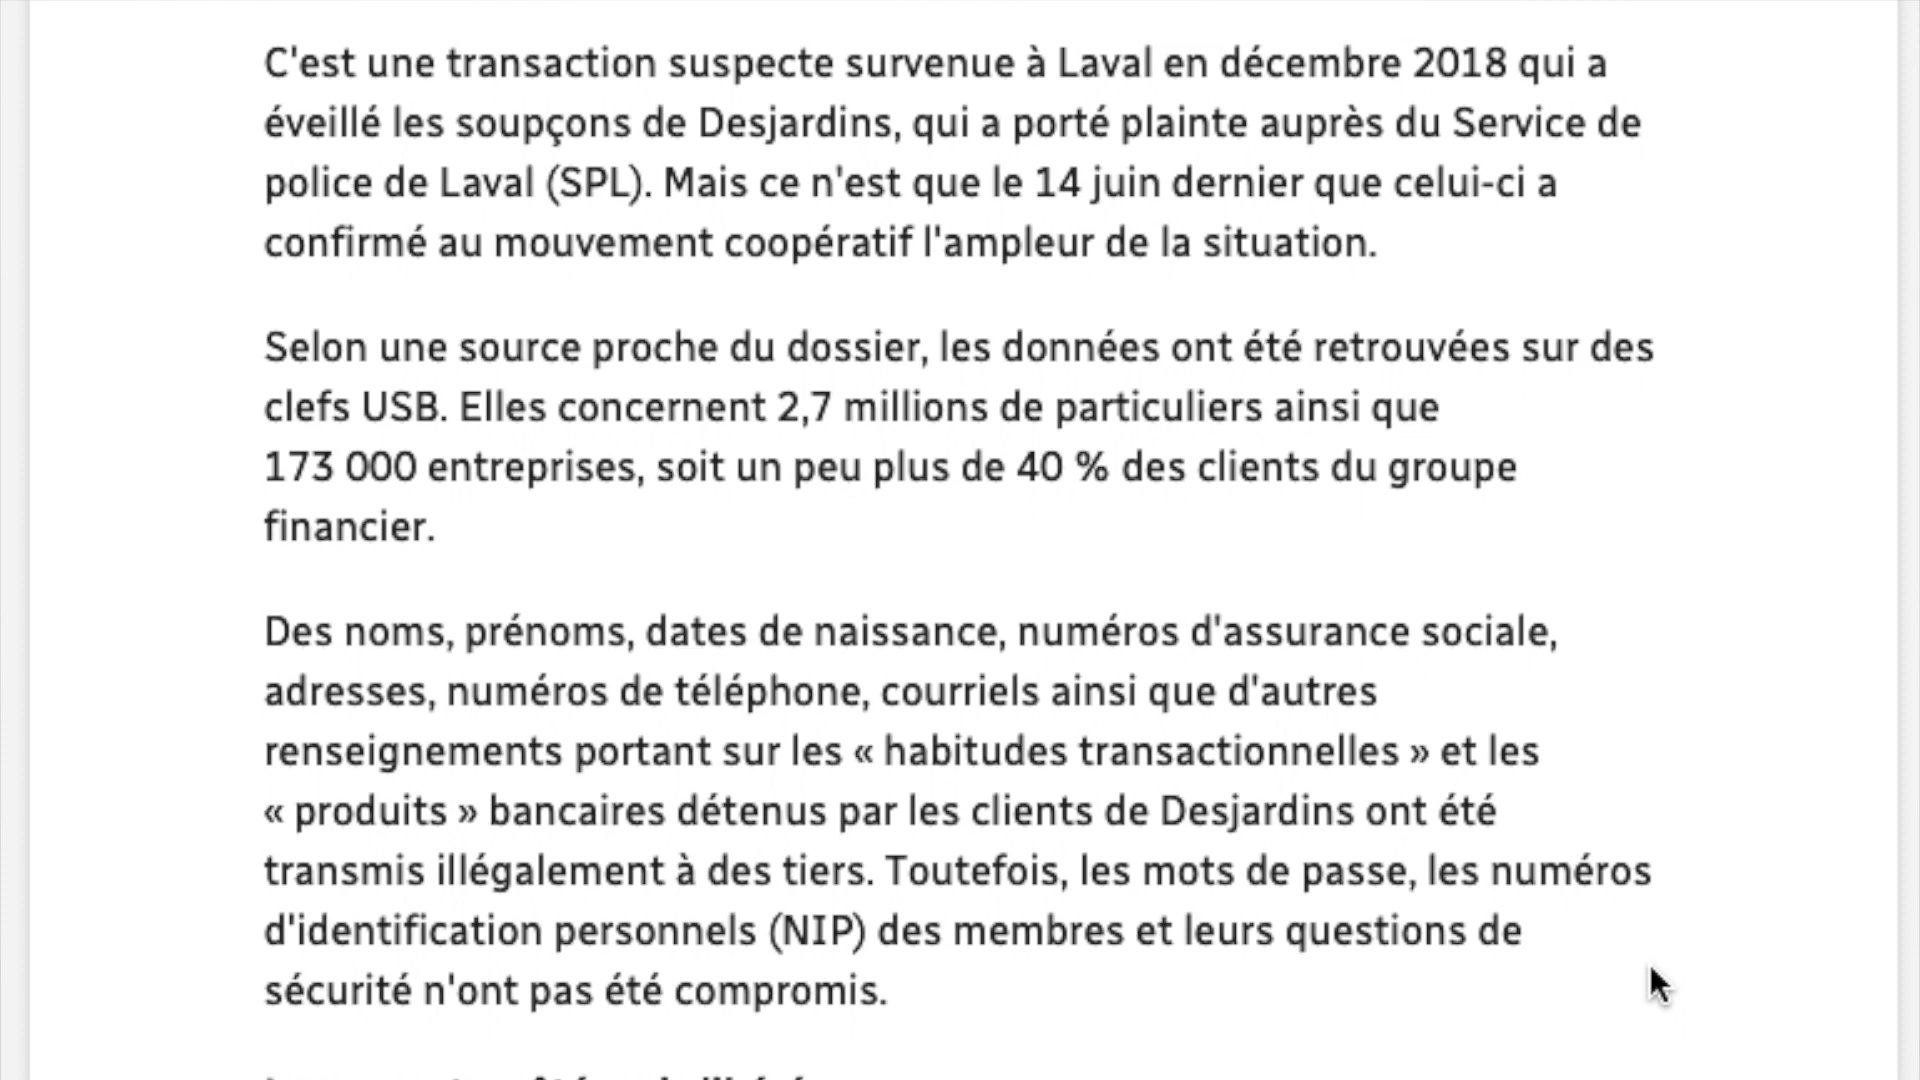 C'est une transaction suspecte survenue à Laval en décembre 2018 qui a
éveillé les soupçons de Desjardins, qui a porté plainte auprès du Service de
police de Laval (SPL). Mais ce n'est que le 14 juin dernier que celui-ci a
confirmé au mouvement coopératif l'ampleur de la situation.
Selon une source proche du dossier, les données ont été retrouvées sur des
clefs USB. Elles concernent 2,7 millions de particuliers ainsi que
173 000 entreprises, soit un peu plus de 40 % des clients du groupe
financier.
Des noms, prénoms, dates de naissance, numéros d'assurance sociale,
adresses, numéros de téléphone, courriels ainsi que d'autres
renseignements portant sur les « habitudes transactionnelles » et les
« produits » bancaires détenus par les clients de Desjardins ont été
transmis illégalement à des tiers. Toutefois, les mots de passe, les numéros
d'identification personnels (NIP) des membres et leurs questions de
sécurité n'ont pas été compromis.